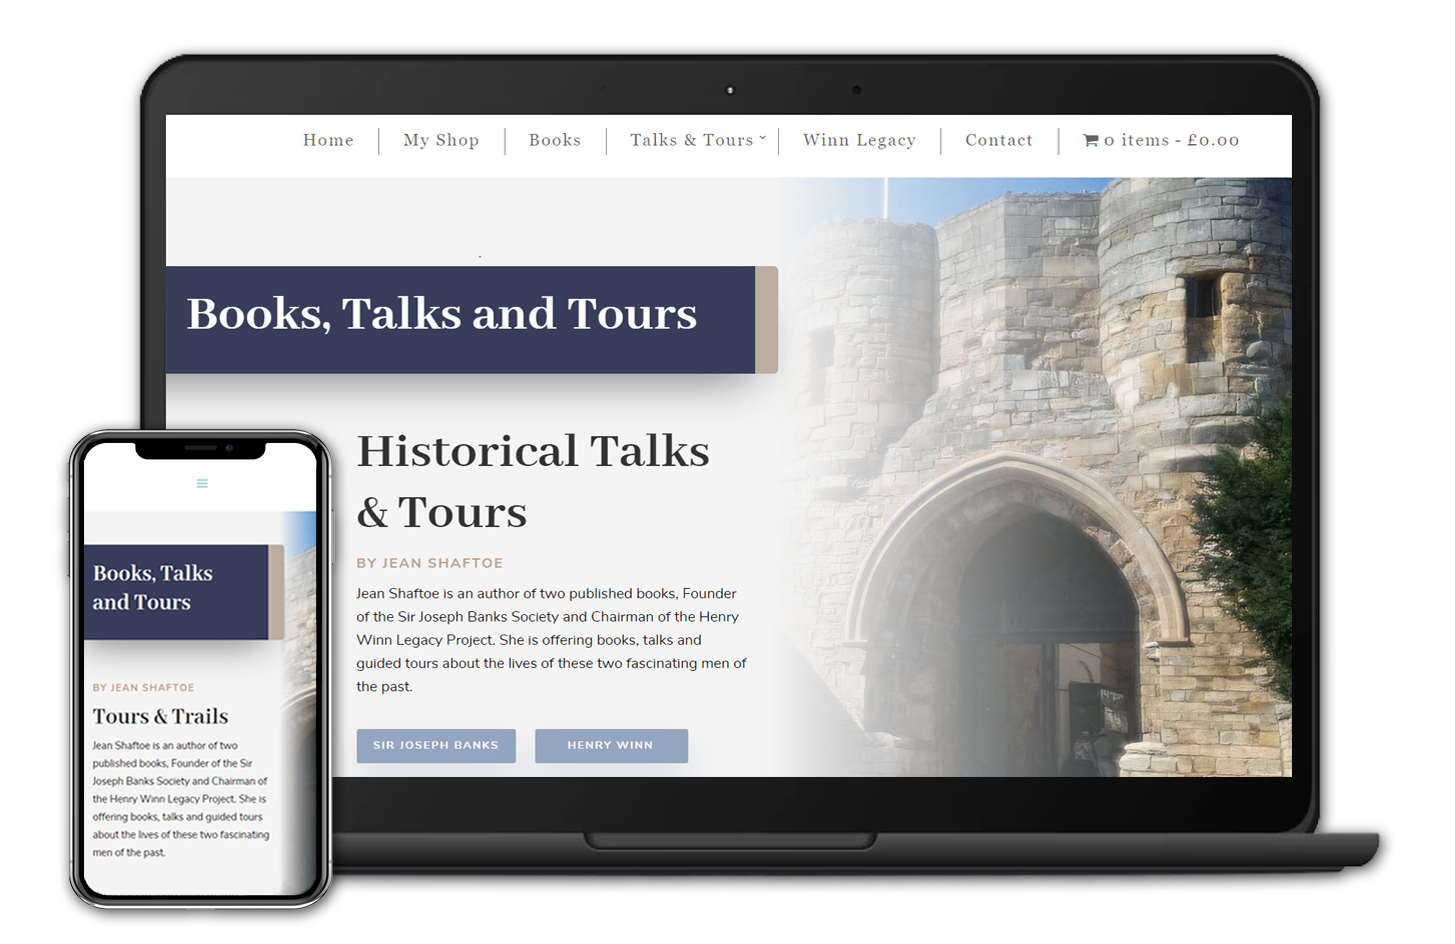 Home
My Shop
Books
Talks & Tours
Winn Legacy
Contact
0 items - £0.00
Books, Talks and Tours
Historical Talks
& Tours
BY JEAN SHAFTOE
Jean Shaftoe is an author of two published books, Founder
of the Sir Joseph Banks Society and Chairman of the Henry
Winn Legacy Project. She is offering books, talks and
guided tours about the lives of these two fascinating men of
the past.
SIR JOSEPH BANKS
HENRY WINN
Books, Talks
and Tours
BY JEAN SHAFTOE
Tours & Trails
Jean Shaftoe is an author of two
published books, Founder of the Sir
Joseph Banks Society and Chairman of
the Henry Winn Legacy Project. She is
offering books, talks and guided tours
about the lives of these two fascinating
men of the past.